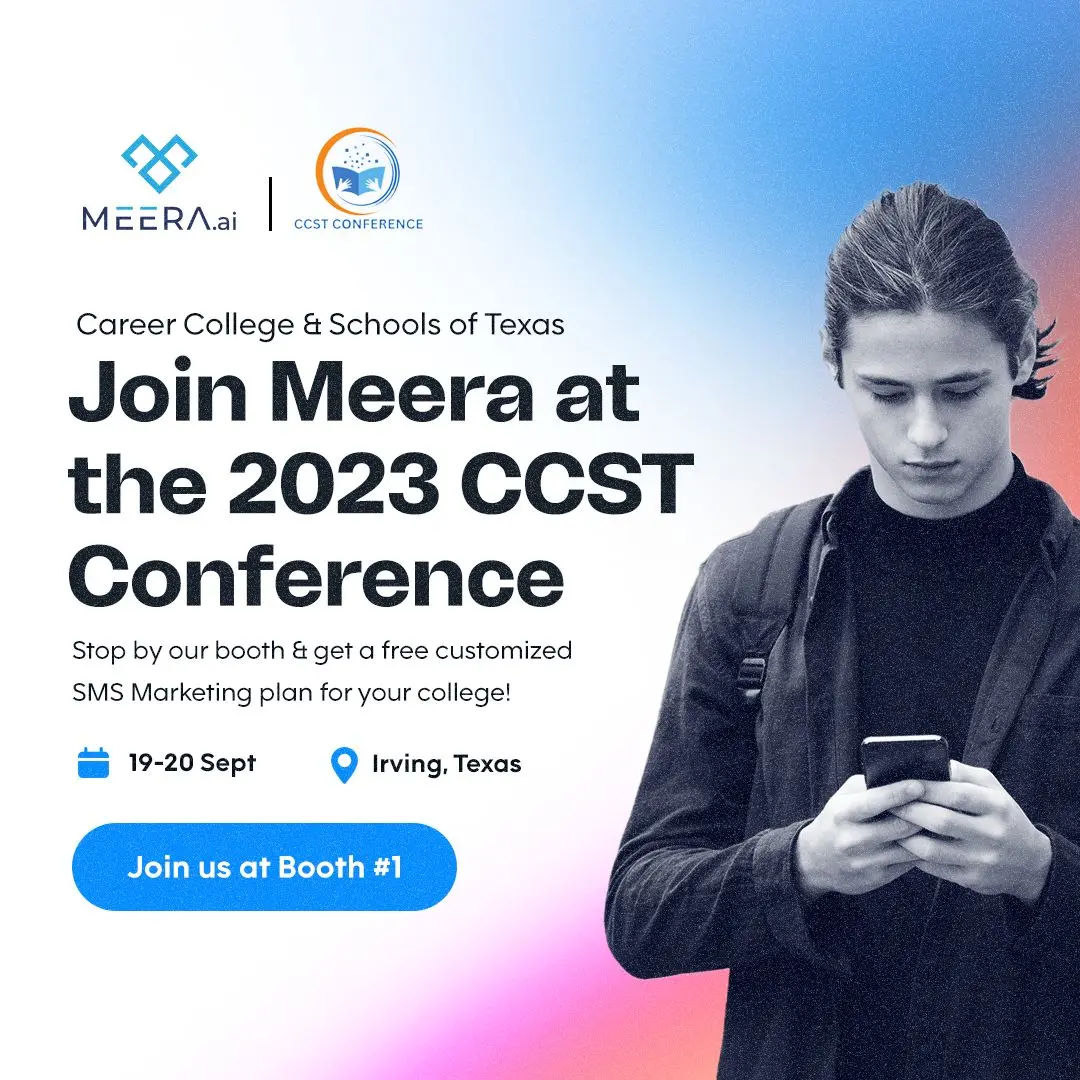 MEERA.ai
CCST CONFERENCE
Career College & Schools of Texas
Join Meera at
the 2023 CCST
Conference
Stop by our booth & get a free customized
SMS Marketing plan for your college!
19-20 Sept
Irving, Texas
Join us at Booth #1